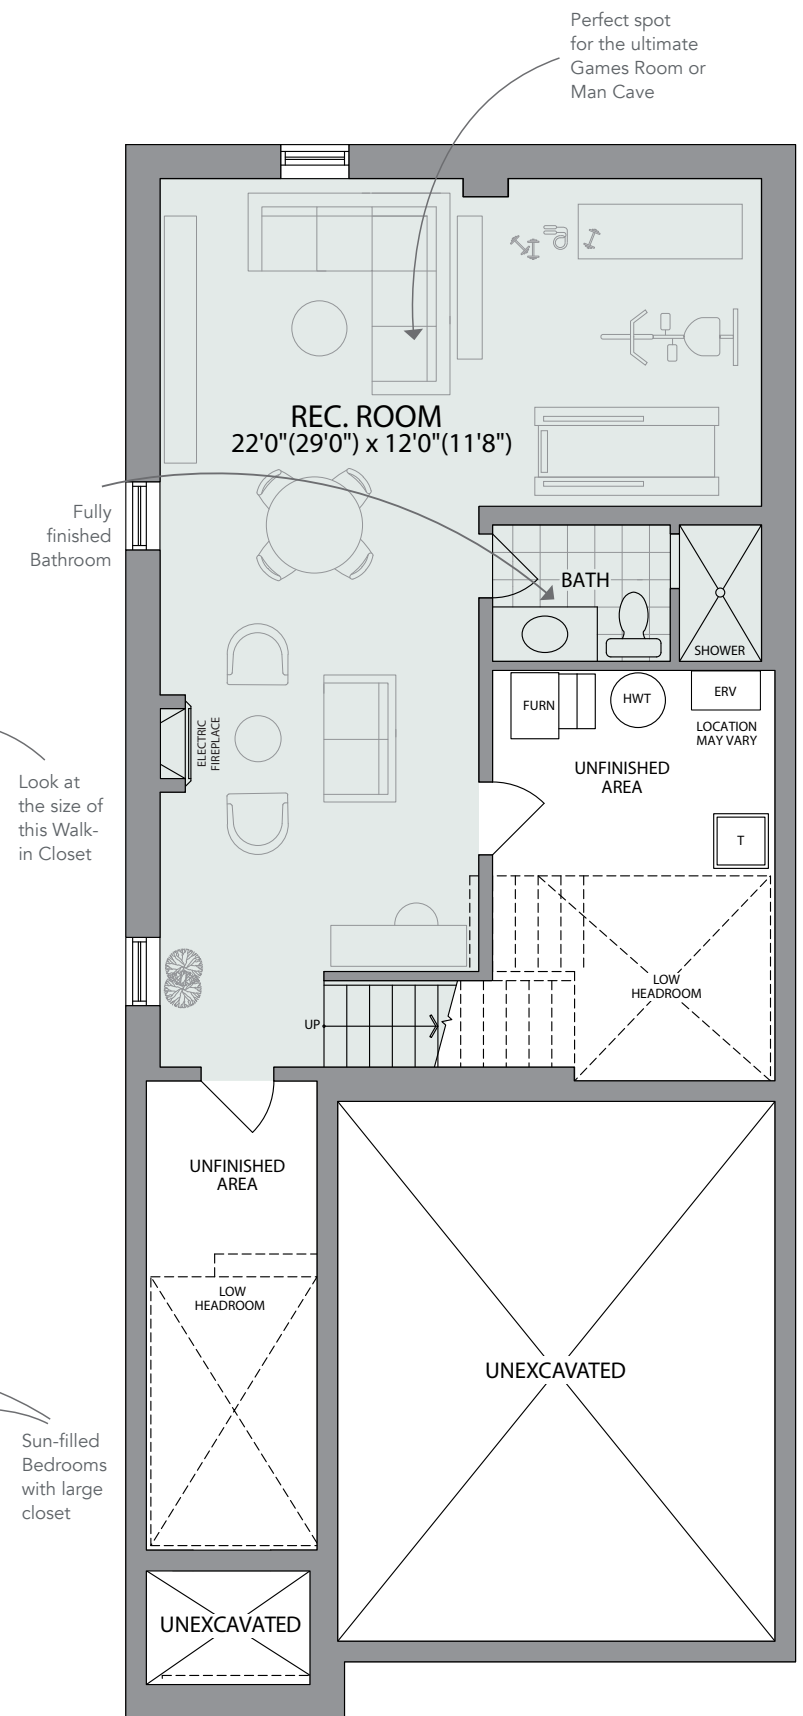 Perfect spot
for the ultimate
Games Room or
Man Cave
REC. ROOM
22'0"(29'0") x 12'0"(11'8")
Fully
finished
Bathroom
BATH
SHOWER
ELECTRIC
FIREPLACE
FURN
HWT
ERV
LOCATION
MAY VARY
UNFINISHED
AREA
Look at
the size of
this Walk-
in Closet
T
LOW
HEADROOM
UP
UNFINISHED
AREA
LOW
HEADROOM
UNEXCAVATED
Sun-filled
Bedrooms
with large
closet
UNEXCAVATED